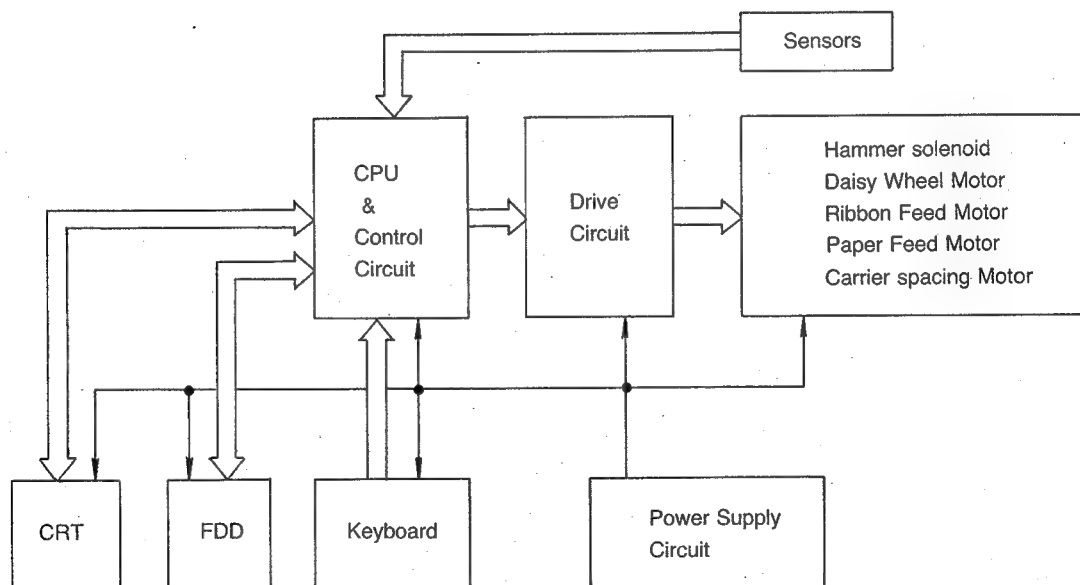 Sensors
CPU
&
Control
Circuit
Drive
Circuit
Hammer solenoid
Daisy Wheel Motor
Ribbon Feed Motor
Paper Feed Motor
Carrier spacing Motor
CRT
FDD
Keyboard
Power Supply
Circuit